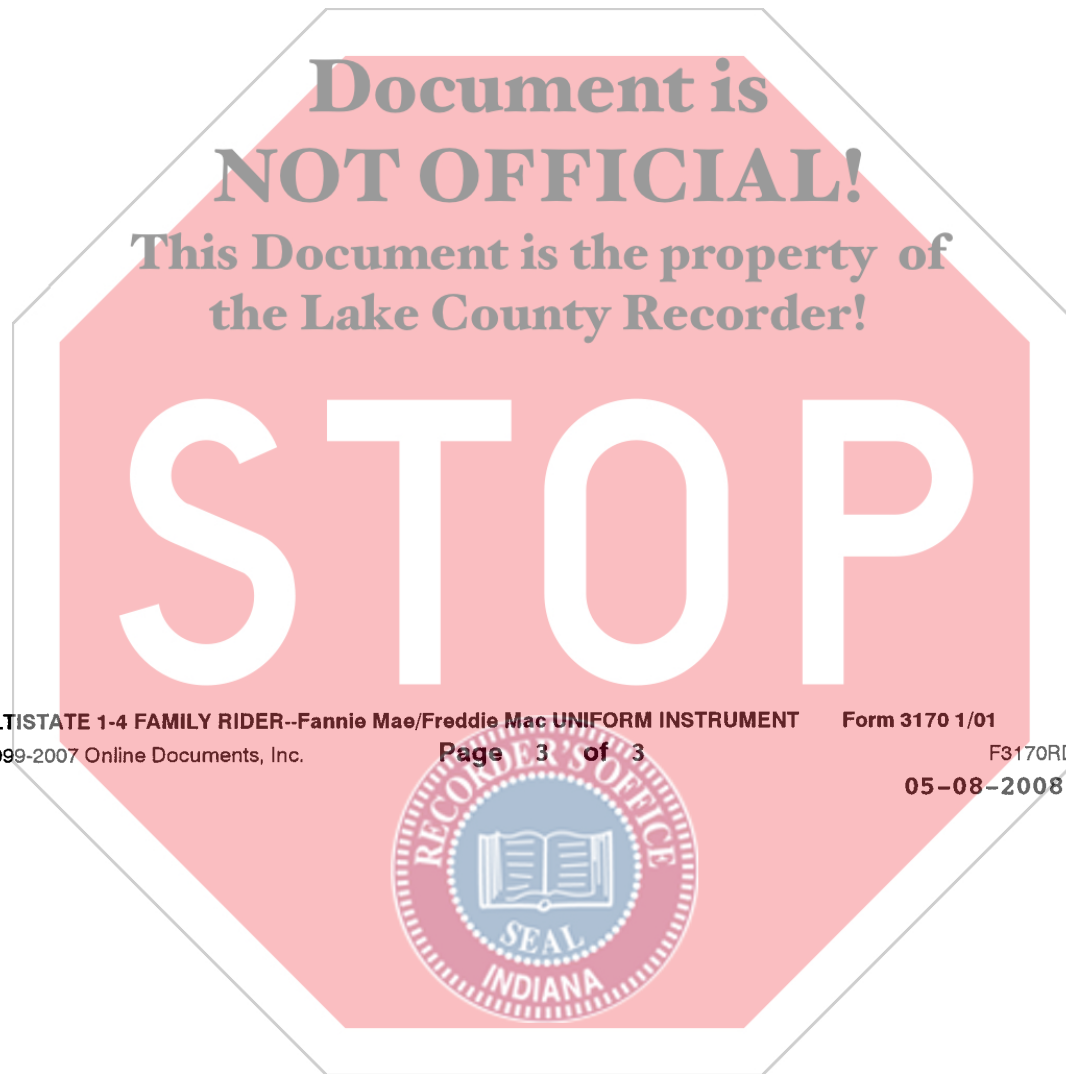 Document is
NOT OFFICIAL!
This Document is the property of
the Lake County Recorder!
STOP
LTISTATE 1-4 FAMILY RIDER--Fannie Mae/Freddie Mac UNIFORM INSTRUMENT Form 3170 1/01
999-2007 Online Documents, Inc. Page 3 of 3 F3170RD
05-08-2008
RECORDER'S OFFICE
SEAL
INDIANA